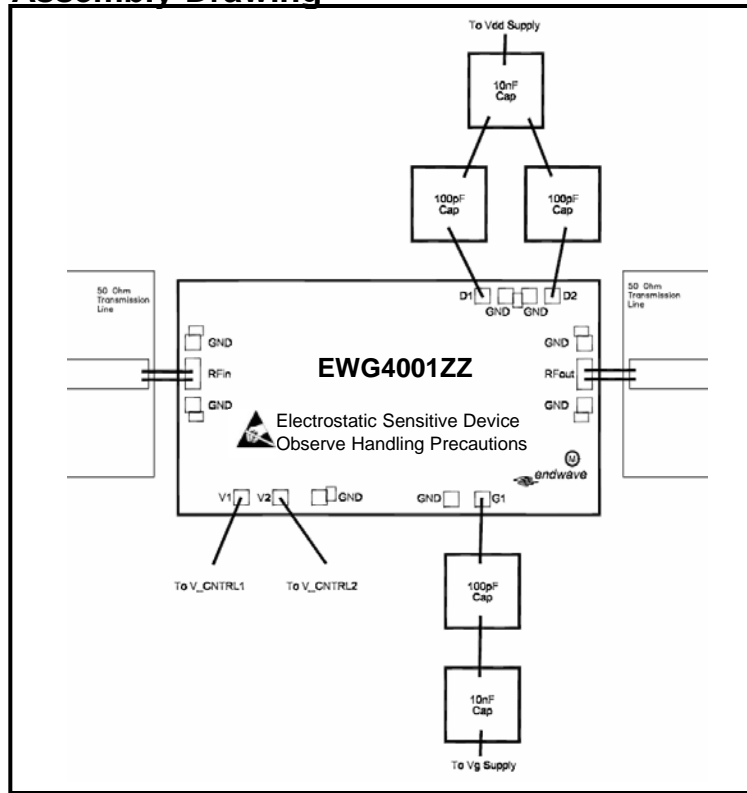 Assembly Drawing
To Vdd Supply
10nF
Cap
100pF
Cap
100pF
Cap
50 Ohm
Transmission
Line
D1
GND
GND
D2
50 Ohm
Transmission
Line
GND
GND
RFin
EWG4001ZZ
RFout
GND
GND
Electrostatic Sensitive Device
Observe Handling Precautions
M
endwave
V1
V2
GND
GND
G1
To V_CNTRL1
To V_CNTRL2
100pF
Cap
10nF
Cap
To Vg Supply